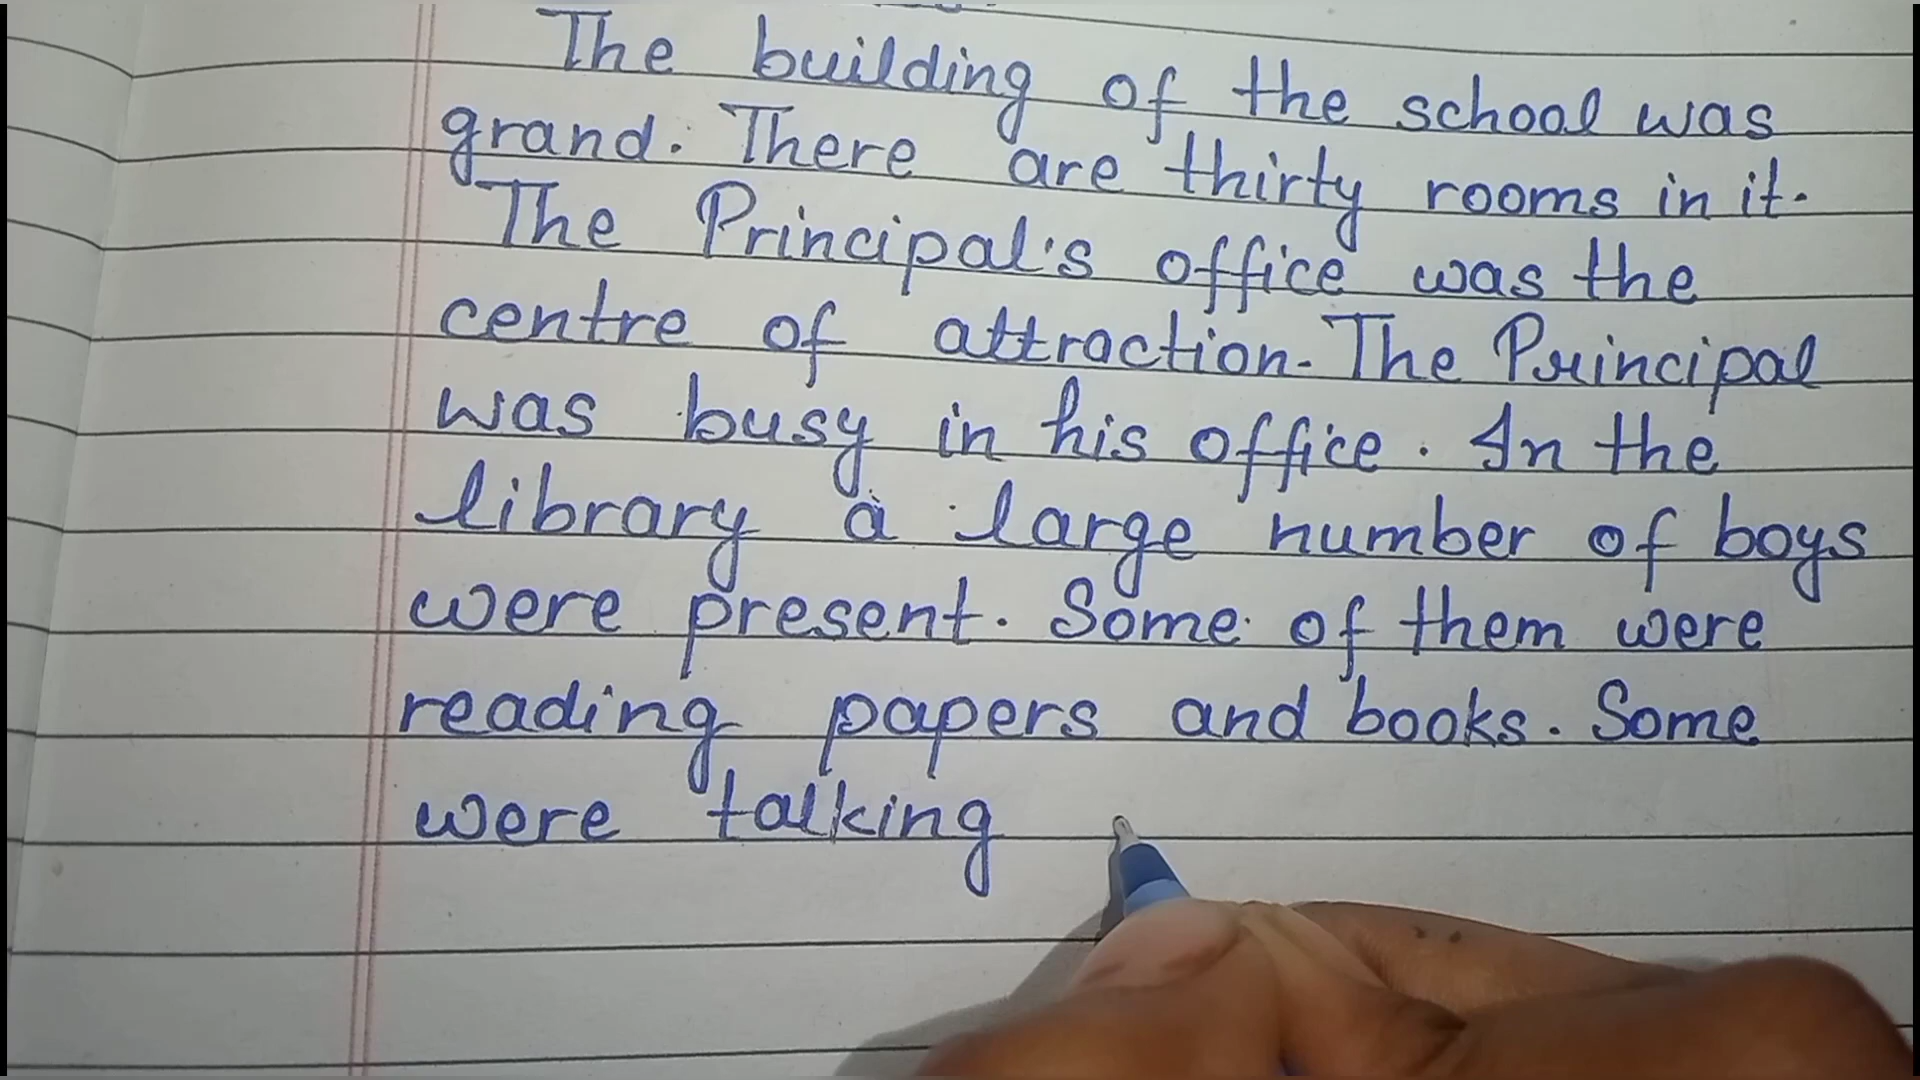 The building of the school was
grand. There are thirty rooms in it.
The Principal's office was the
centre of attraction. The Principal
was busy in his office. In the
library a large number of boys
were present. Some of them were
reading papers and books. Some
were talking